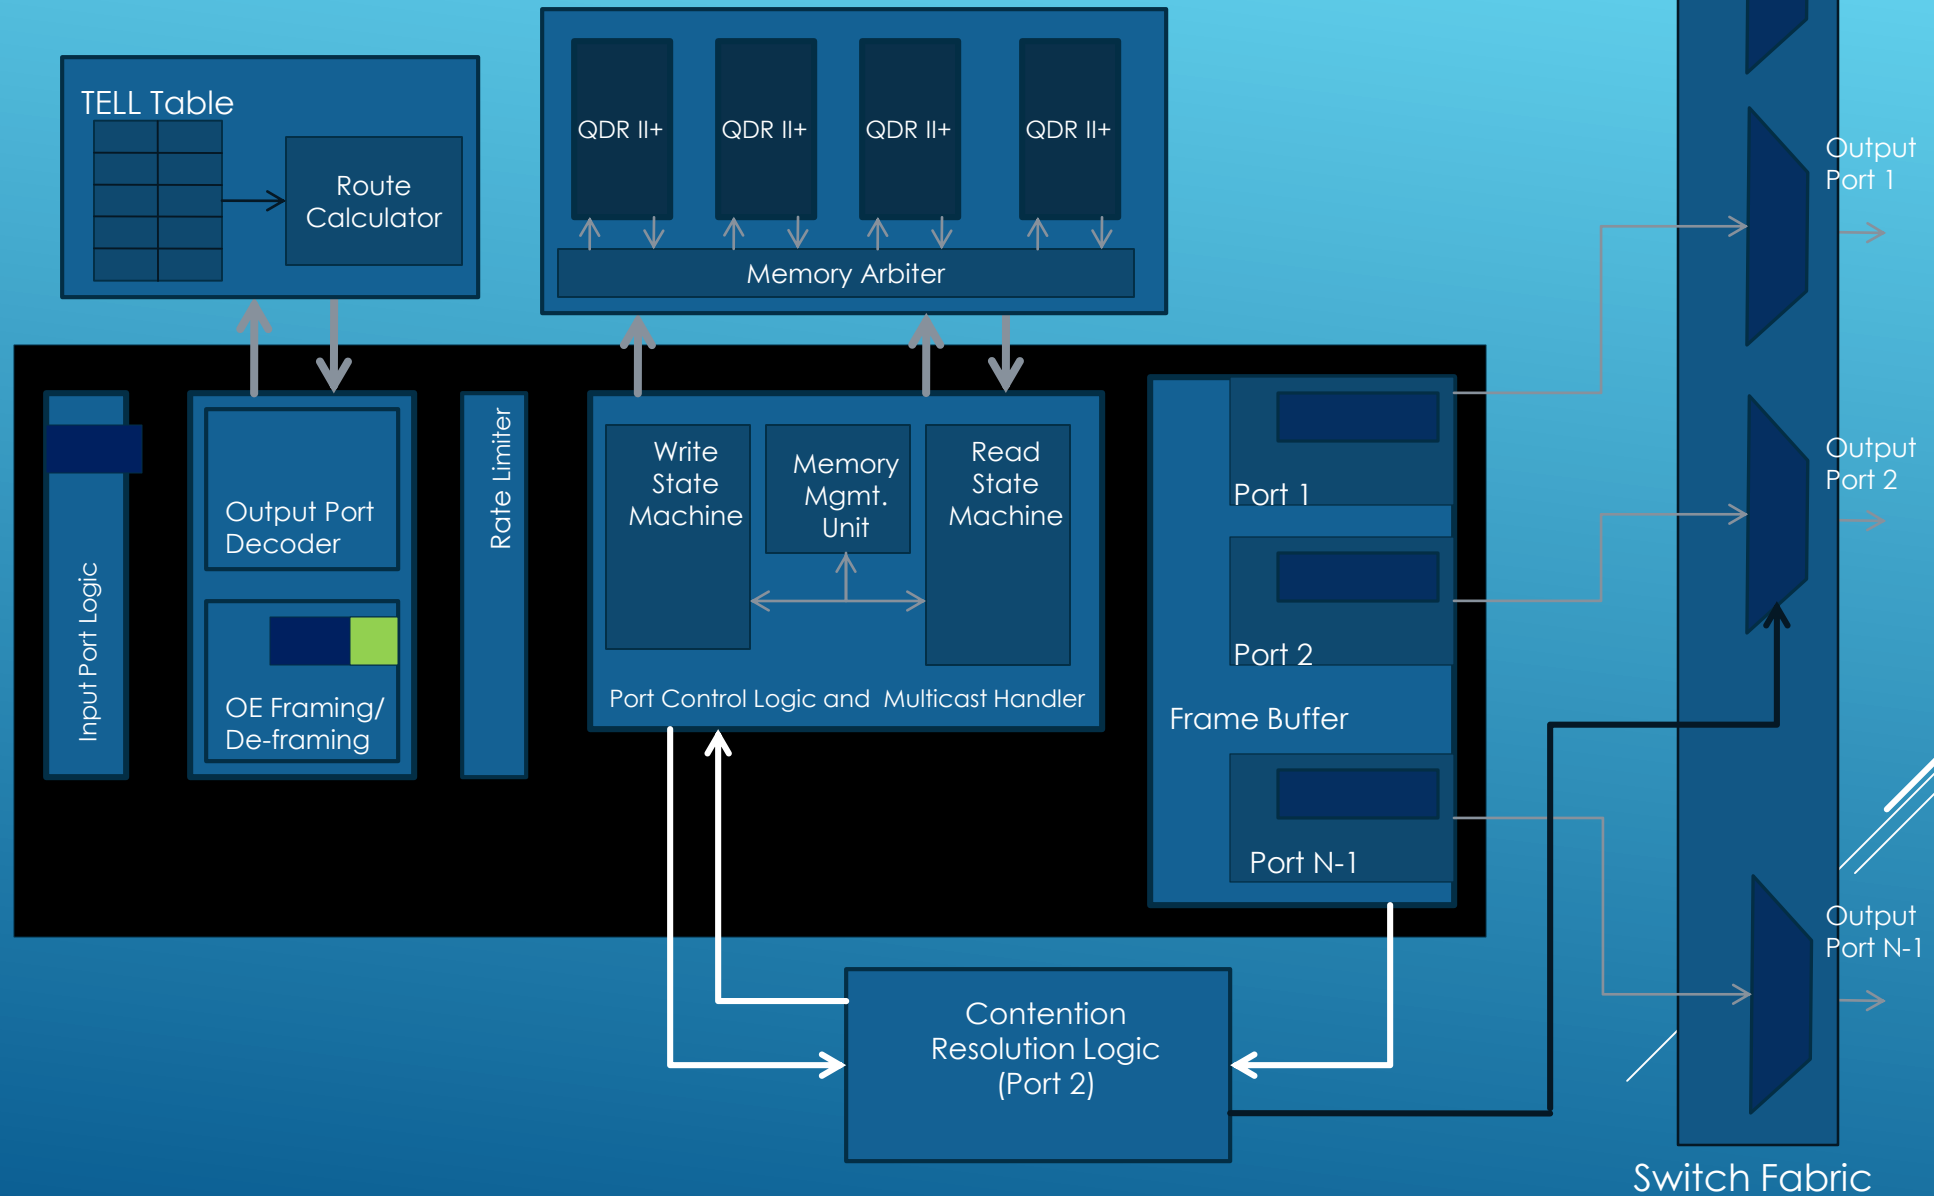 TELL Table
Route
Calculator
QDR II+
QDR II+
QDR II+
QDR II+
Memory Arbiter
Output
Port 1
Output
Port 2
Output
Port N-1
Input Port Logic
Output Port
Decoder
OE Framing/
De-framing
Rate Limiter
Write
State
Machine
Memory
Mgmt.
Unit
Read
State
Machine
Port Control Logic and  Multicast Handler
Port 1
Port 2
Frame Buffer
Port N-1
Contention
Resolution Logic
(Port 2)
Switch Fabric